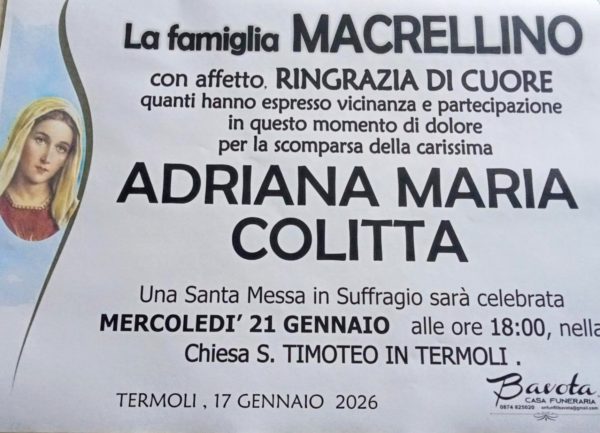 La famiglia MACRELLINO
con affetto, RINGRAZIA DI CUORE
quanti hanno espresso vicinanza e partecipazione
in questo momento di dolore
per la scomparsa della carissima
ADRIANA MARIA
COLITTA
Una Santa Messa in Suffragio sarà celebrata
MERCOLEDI' 21 GENNAIO alle ore 18:00, nella
Chiesa S. TIMOTEO IN TERMOLI .
Bavota
CASA FUNERARIA
TERMOLI , 17 GENNAIO 2026